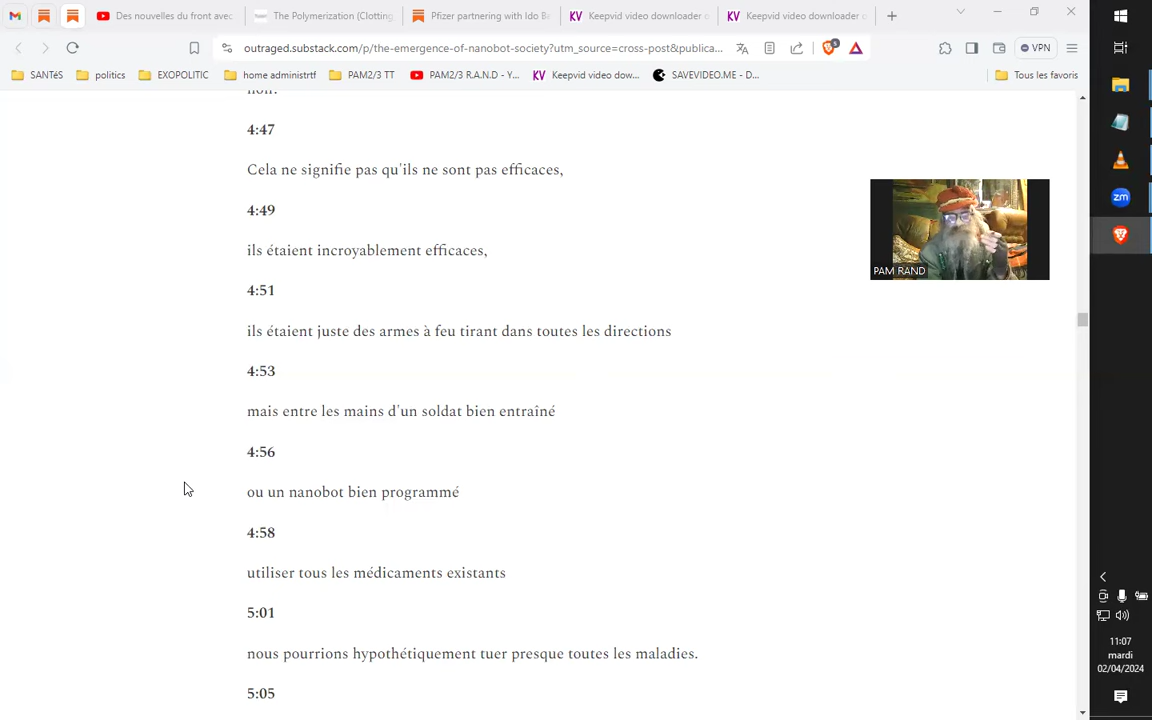 Des nouvelles du front avec
The Polymerization (Clotting
Pfizer partnering with Ido Be
Keepvid video downloader o
Keepvid video downloader o
outraged.substack.com/p/the-emergence-of-nanobot-society?utm_source=cross-post&publica...
VPN
SANTéS
politics
EXOPOLITIC
home administrtf
PAM2/3 TT
PAM2/3 R.A.N.D - Y...
Keepvid video dow...
SAVEVIDEO.ME - D...
Tous les favoris
non.
4:47
Cela ne signifie pas qu'ils ne sont pas efficaces,
4:49
ils étaient incroyablement efficaces,
4:51
ils étaient juste des armes à feu tirant dans toutes les directions
4:53
mais entre les mains d'un soldat bien entraîné
4:56
ou un nanobot bien programmé
4:58
utiliser tous les médicaments existants
5:01
nous pourrions hypothétiquement tuer presque toutes les maladies.
5:05
PAM RAND
zm
11:07
mardi
02/04/2024